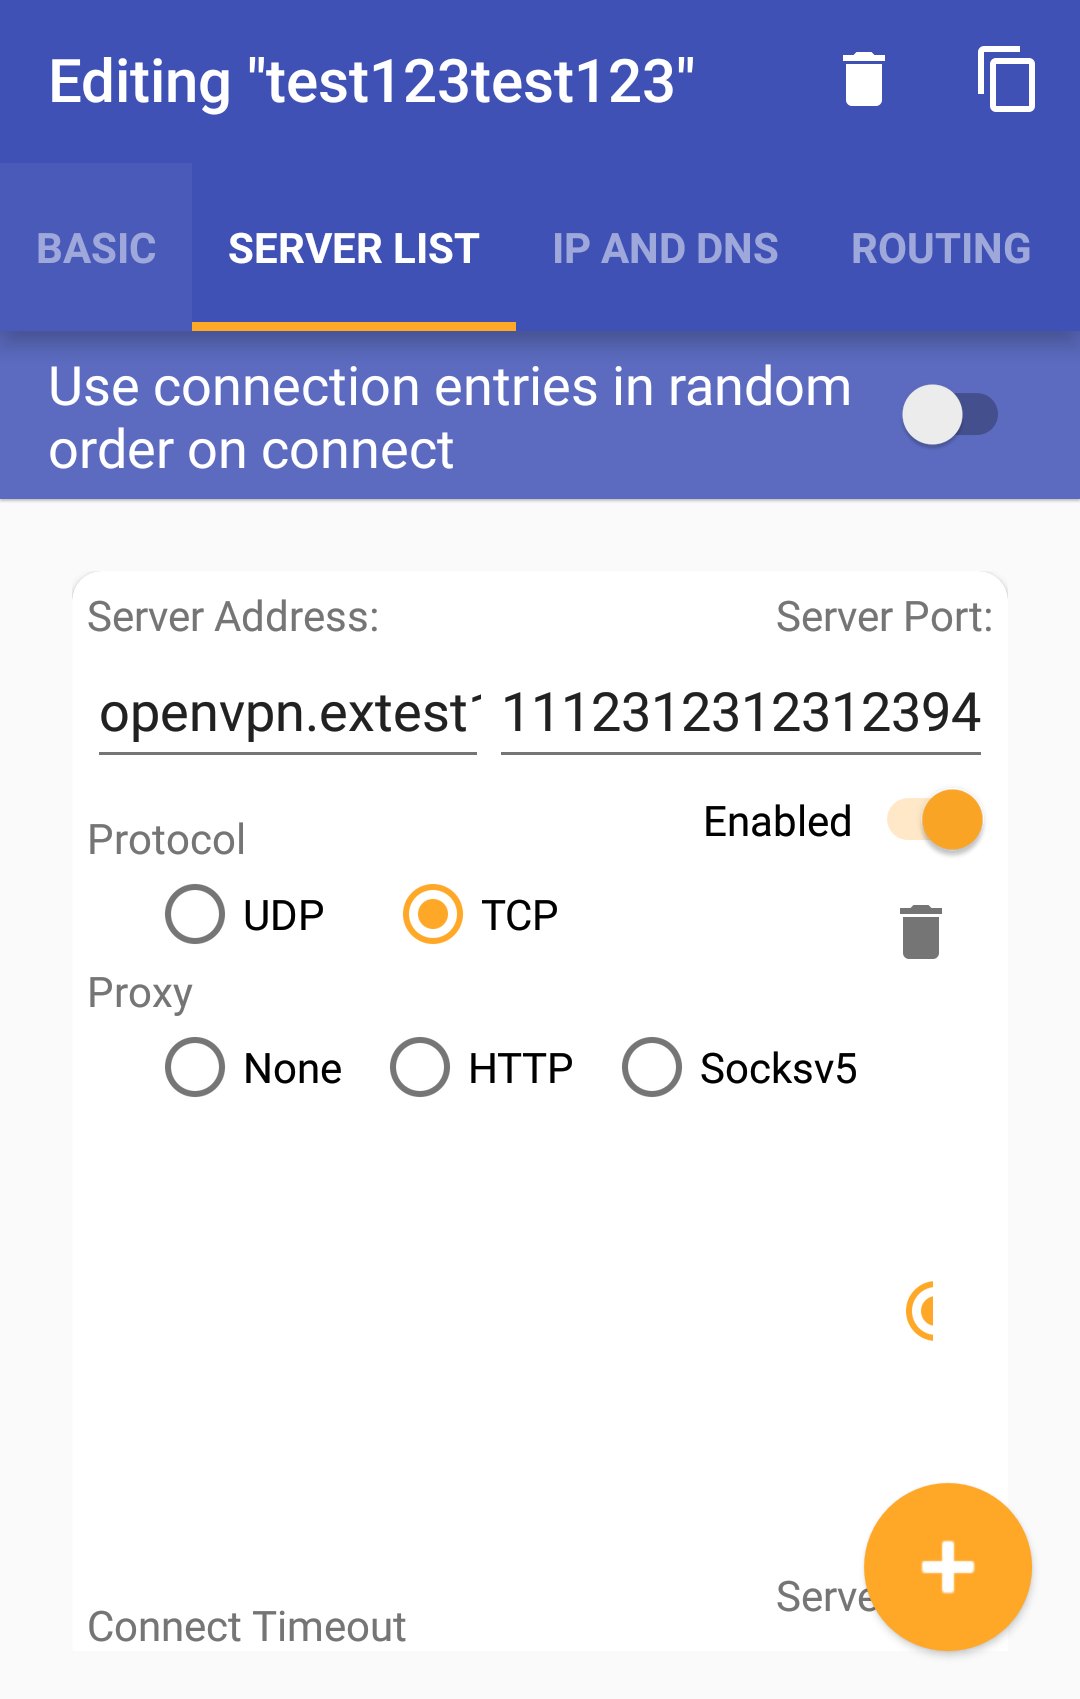 Editing "test123test123"
BASIC SERVER LIST IP AND DNS ROUTING
Use connection entries in random
order on connect
Server Address: Server Port:
openvpn.extest1 1112312312312394
Enabled
Protocol
UDP TCP
Proxy
None HTTP Socksv5
Serve
Connect Timeout